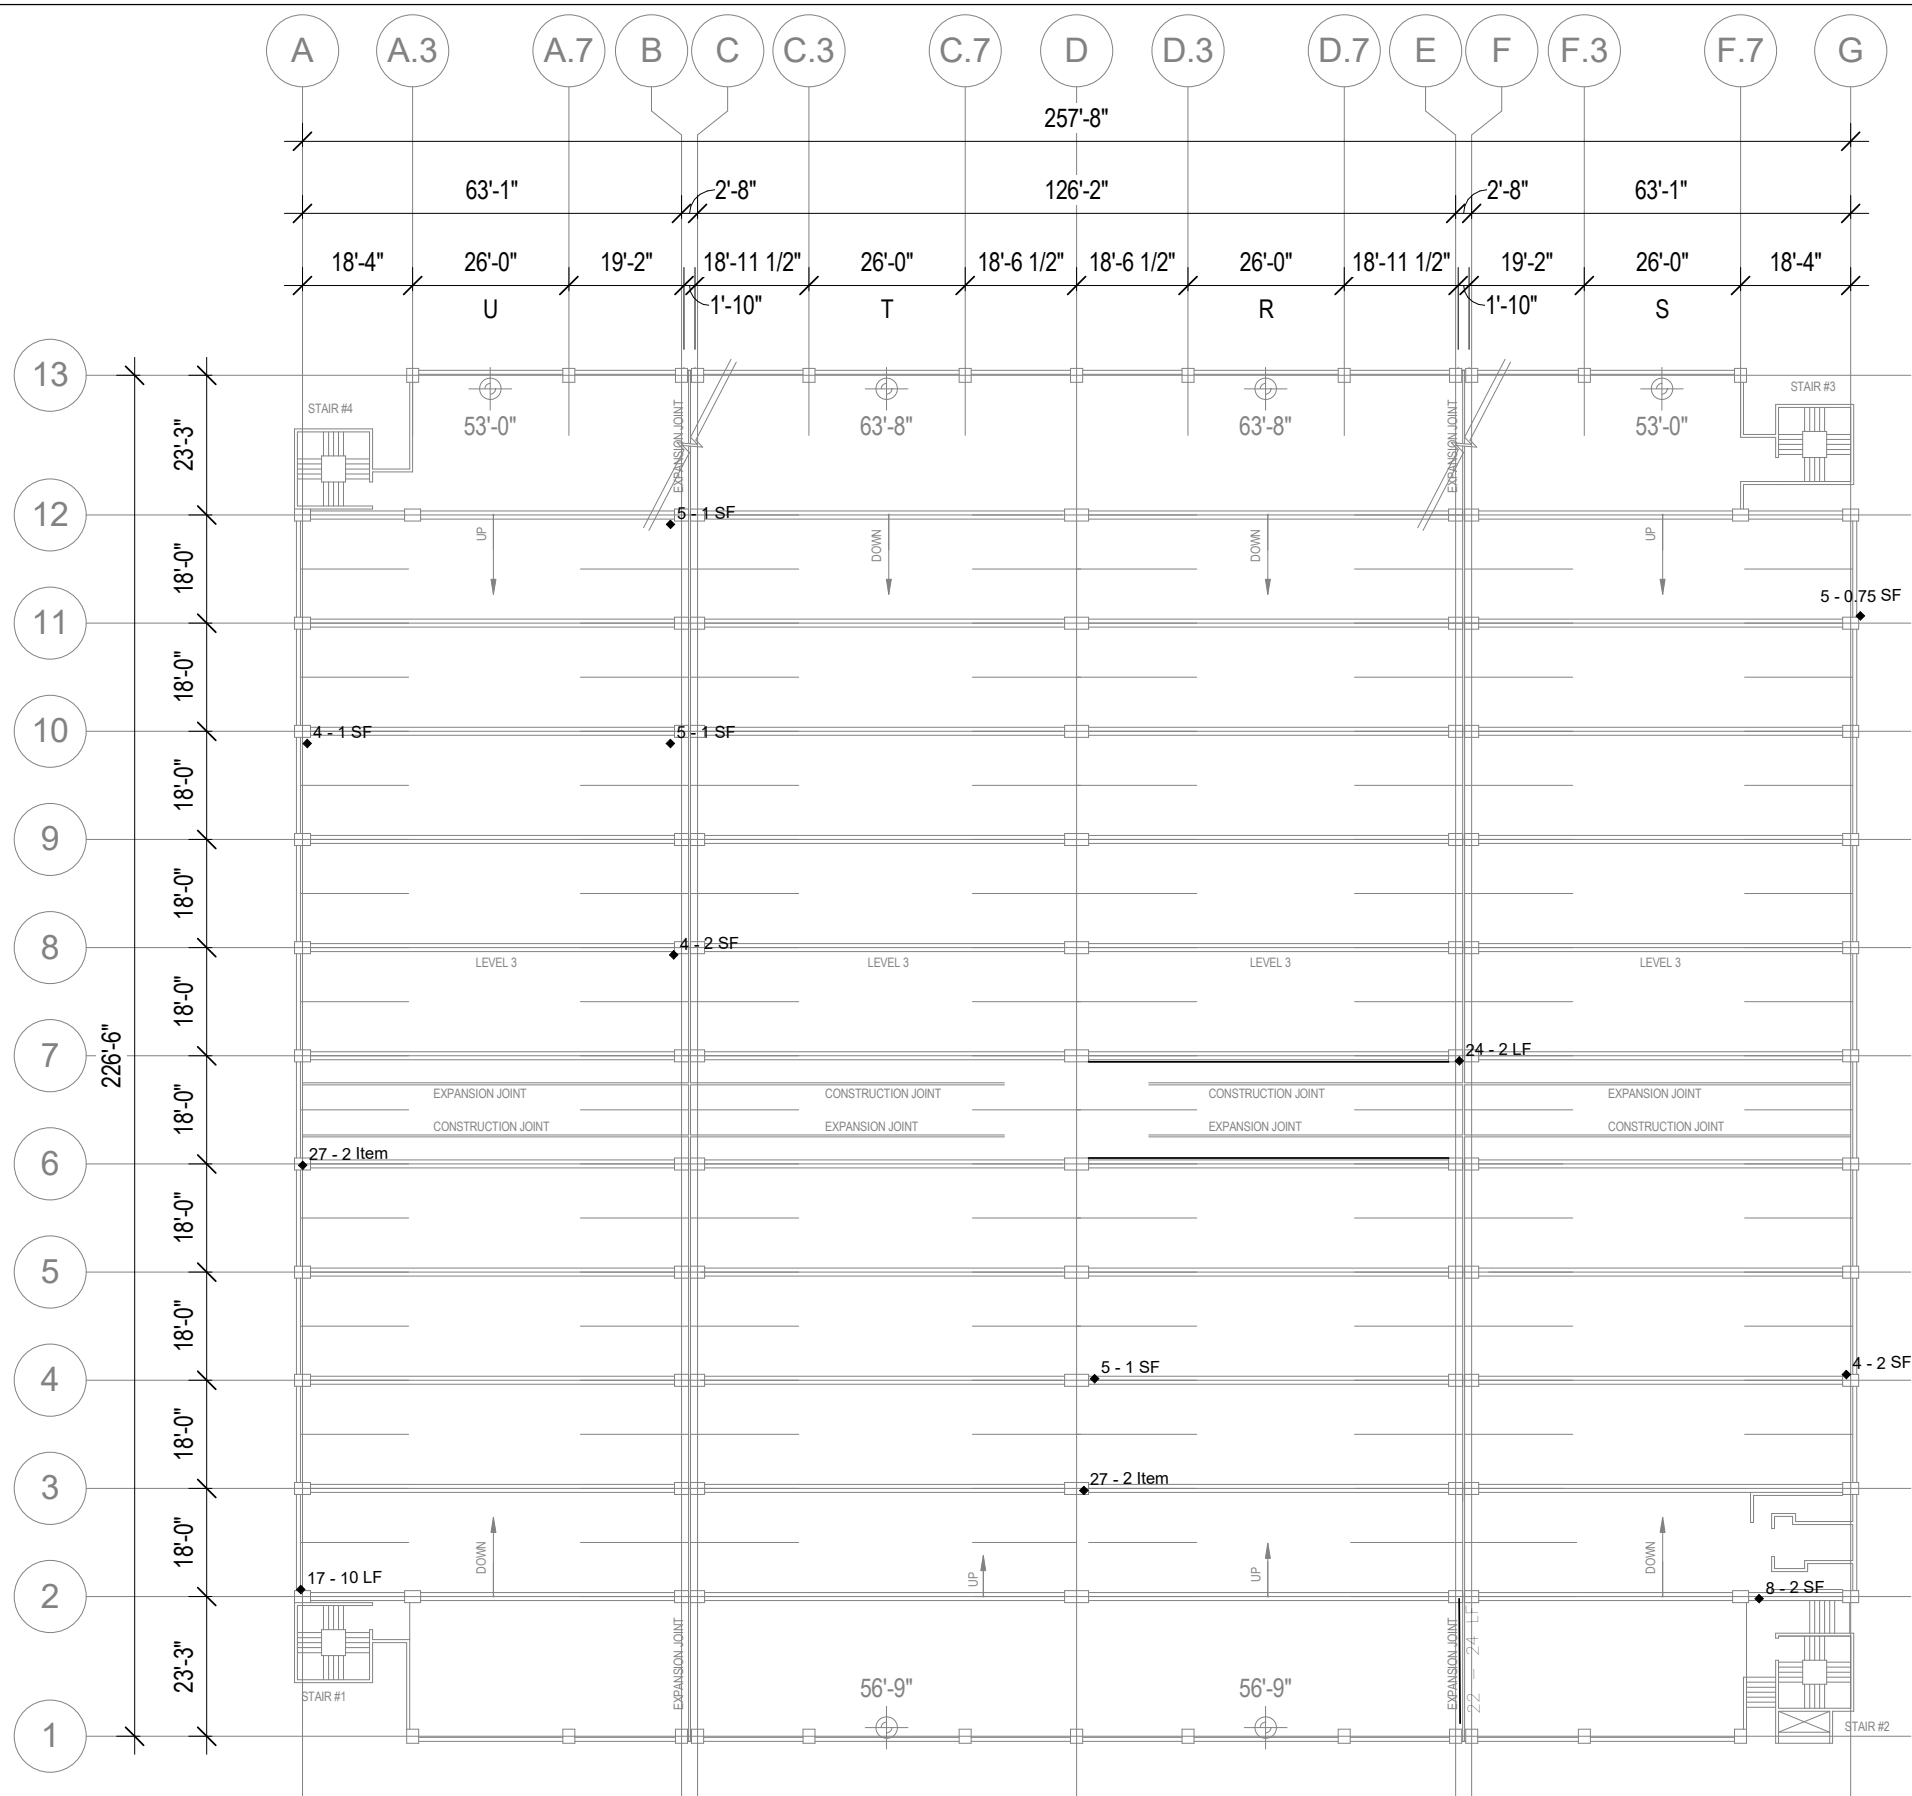 A A.3 A.7 B C C.3 C.7 D D.3 D.7 E F F.3 F.7 G
257'-8"
63'-1" 2'-8" 126'-2" 2'-8" 63'-1"
18'-4" 26'-0" 19'-2" 18'-11 1/2" 26'-0" 18'-6 1/2" 18'-6 1/2" 26'-0" 18'-11 1/2" 19'-2" 26'-0" 18'-4"
1'-10" 1'-10"
U T R S
13
STAIR #4
STAIR #3
EXPANSION JOINT
EXPANSION JOINT
53'-0" 63'-8" 63'-8" 53'-0"
23'-3"
12
5 - 1 SF
UP DOWN DOWN UP
18'-0"
5 - 0.75 SF
11
18'-0"
10
4 - 1 SF
5 - 1 SF
18'-0"
9
18'-0"
8
4 - 2 SF
LEVEL 3 LEVEL 3 LEVEL 3 LEVEL 3
18'-0"
7
226'-6"
24 - 2 LF
EXPANSION JOINT CONSTRUCTION JOINT CONSTRUCTION JOINT EXPANSION JOINT
18'-0"
CONSTRUCTION JOINT EXPANSION JOINT EXPANSION JOINT CONSTRUCTION JOINT
6
27 - 2 Item
18'-0"
5
18'-0"
4
5 - 1 SF
4 - 2 SF
18'-0"
3
27 - 2 Item
18'-0"
DOWN UP UP DOWN
2
17 - 10 LF
8 - 2 SF
23'-3"
EXPANSION JOINT
EXPANSION JOINT
22 - 24 LF
STAIR #1
56'-9" 56'-9"
STAIR #2
1